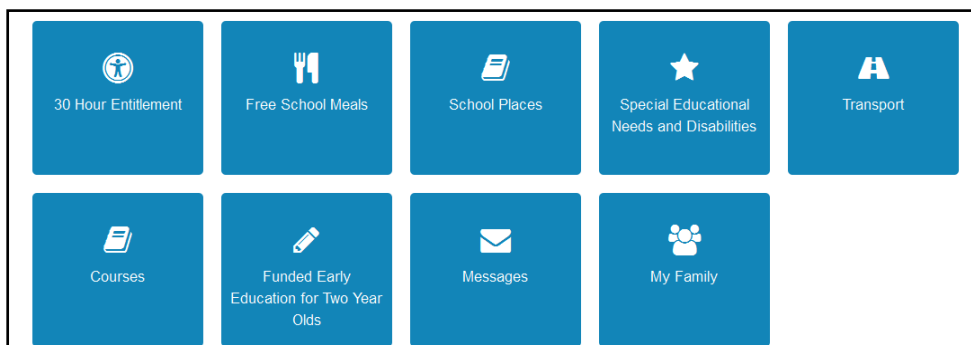 30 Hour Entitlement
Free School Meals
School Places
Special Educational
Needs and Disabilities
Transport
Courses
Funded Early
Education for Two Year
Olds
Messages
My Family